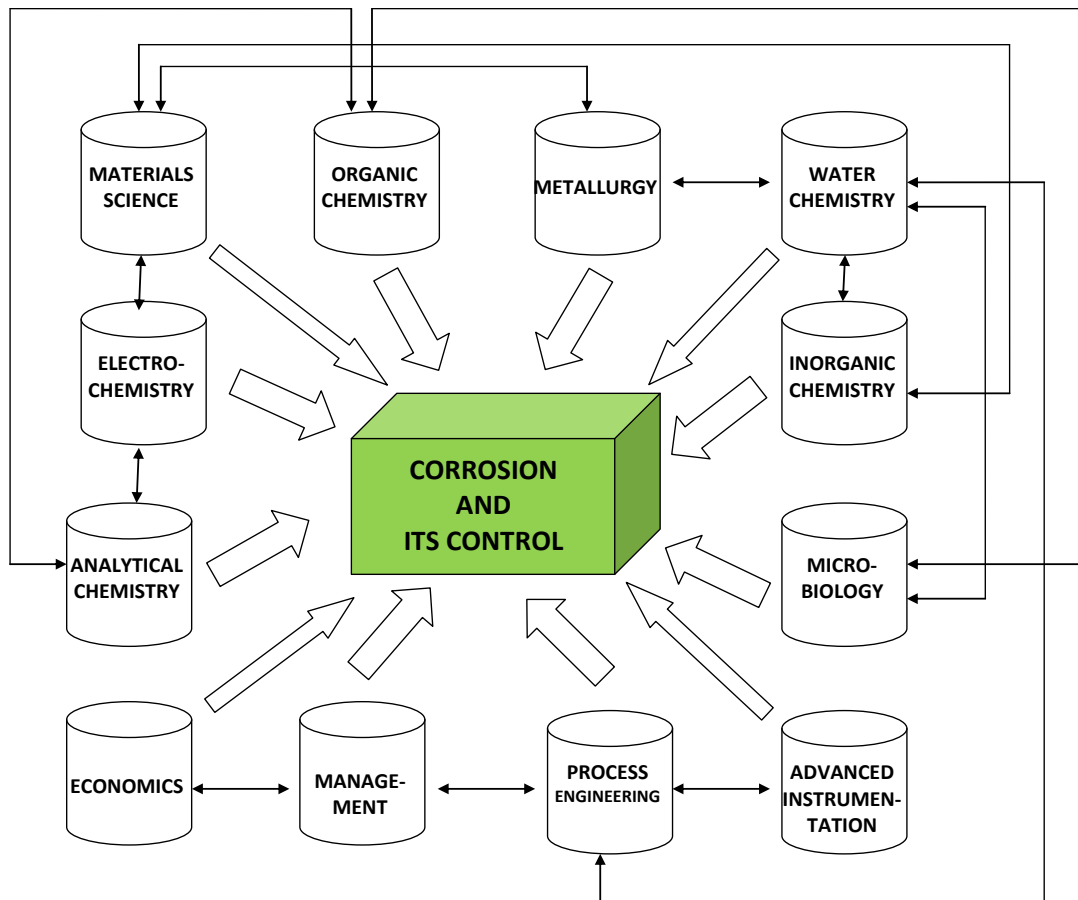 MATERIALS
SCIENCE
ORGANIC
CHEMISTRY
METALLURGY
WATER
CHEMISTRY
ELECTRO-
CHEMISTRY
INORGANIC
CHEMISTRY
CORROSION
AND
ITS CONTROL
ANALYTICAL
CHEMISTRY
MICRO-
BIOLOGY
ECONOMICS
MANAGE-
MENT
PROCESS
ENGINEERING
ADVANCED
INSTRUMEN-
TATION